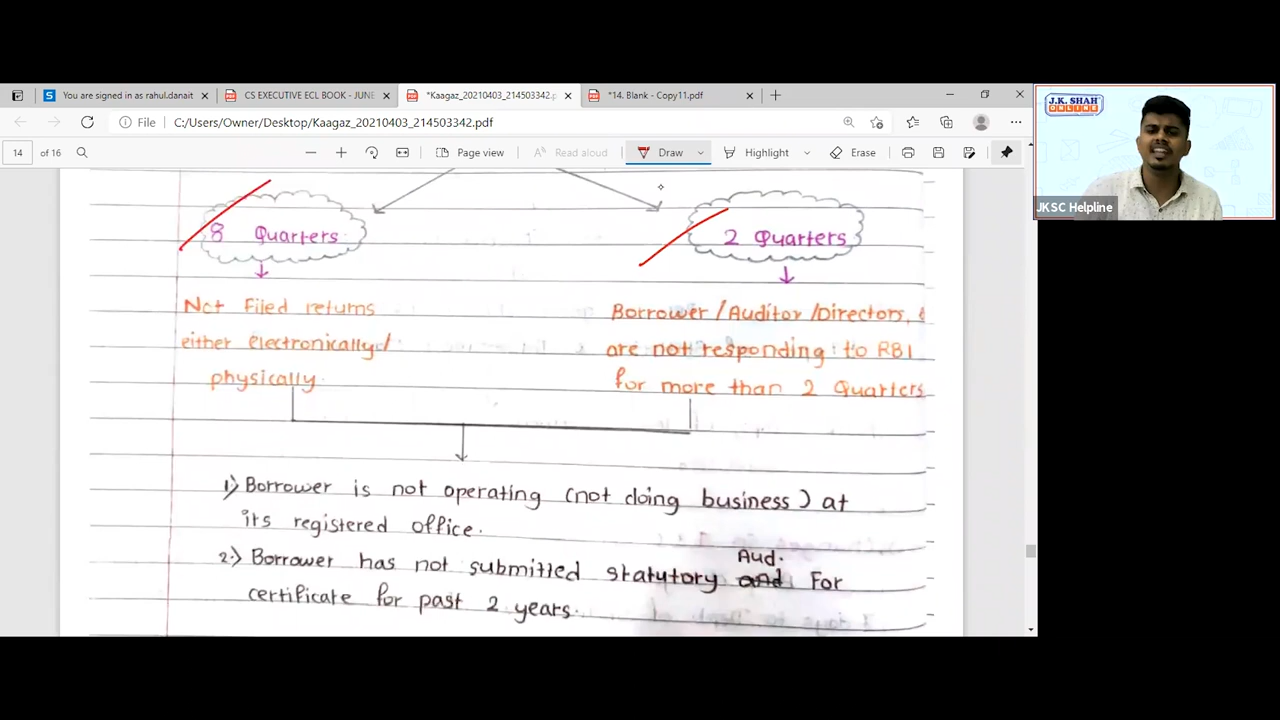 You are signed in as rahul.danait
CS EXECUTIVE ECL BOOK - JUNE
*Kaagaz_20210403_214503342.p
*14. Blank - Copy11.pdf
File
C:/Users/Owner/Desktop/Kaagaz_20210403_214503342.pdf
14 of 16
Page view
Read aloud
Draw
Highlight
Erase
J.K. SHAH
ONLINE
JKSC Helpline
8 Quarters
2 Quarters
Not Filed returns
either electronically/
physically.
Borrower/Auditor/Directors,
are not responding to RBI
for more than 2 Quarters
1) Borrower is not operating (not doing business) at
its registered office.
2.) Borrower has not submitted statutory Aud. For
certificate for past 2 years.